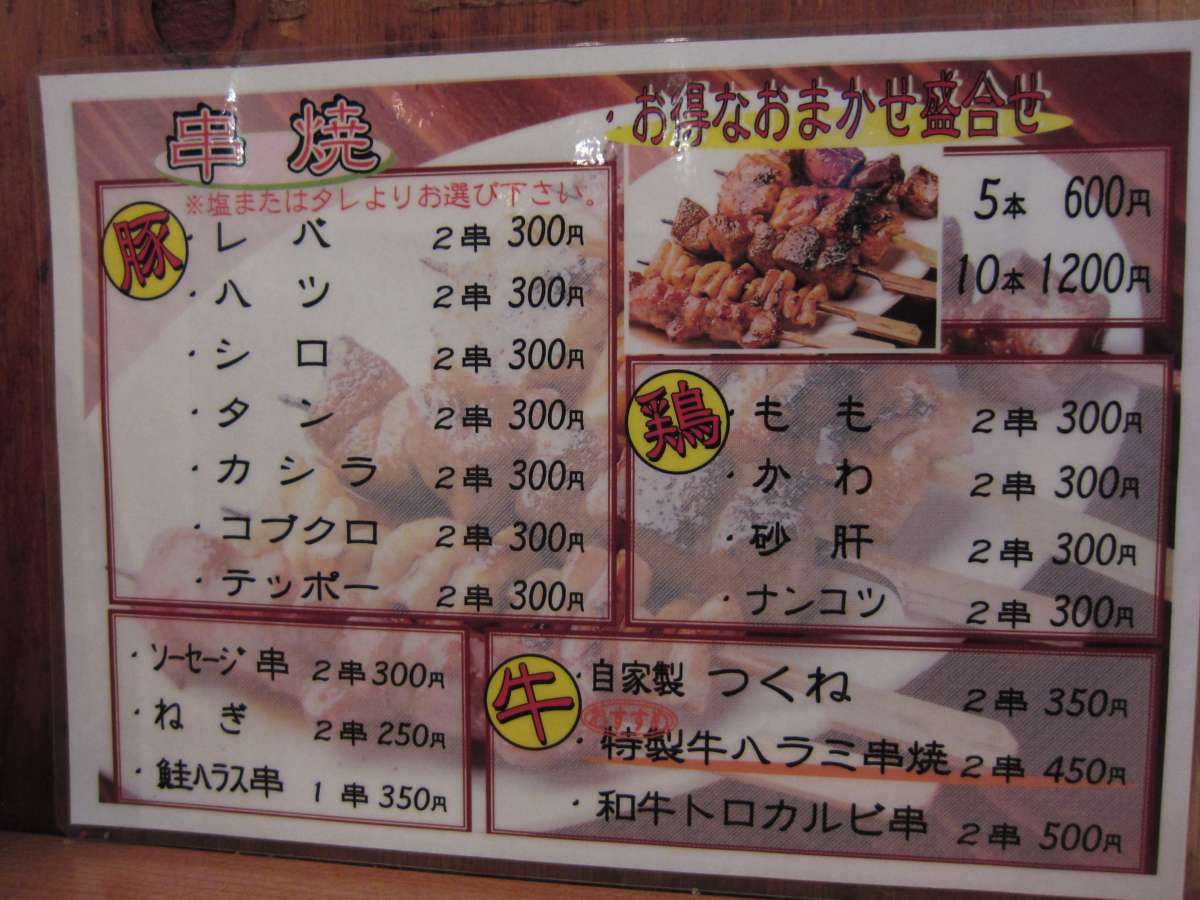 串焼
※塩またはタレよりお選び下さい。
豚
・レバ 2串 300円
・ハツ 2串 300円
・シロ 2串 300円
・タン 2串 300円
・カシラ 2串 300円
・コブクロ 2串 300円
・テッポー 2串 300円
・ソーセージ串 2串 300円
・ねぎ 2串 250円
・鮭ハラス串 1串 350円
・お得なおまかせ盛合せ
5本 600円
10本 1200円
鶏
・もも 2串 300円
・かわ 2串 300円
・砂肝 2串 300円
・ナンコツ 2串 300円
牛
・自家製 つくね 2串 350円
おすすめ
・特製牛ハラミ串焼 2串 450円
・和牛トロカルビ串 2串 500円